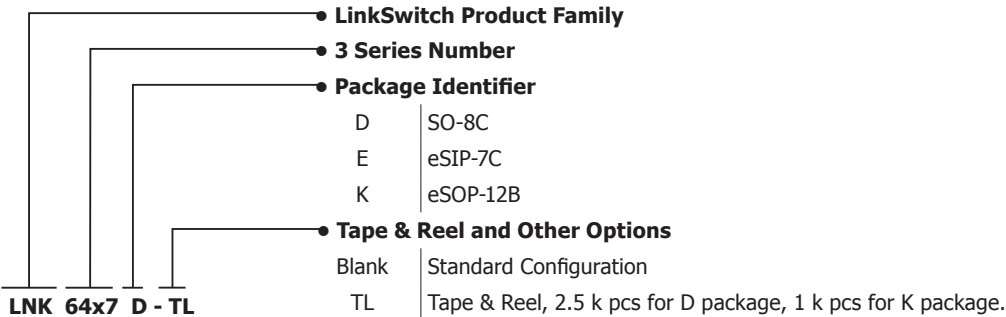 LinkSwitch Product Family
3 Series Number
Package Identifier
D SO-8C
E eSIP-7C
K eSOP-12B
Tape & Reel and Other Options
Blank Standard Configuration
TL Tape & Reel, 2.5 k pcs for D package, 1 k pcs for K package.
LNK 64x7 D - TL